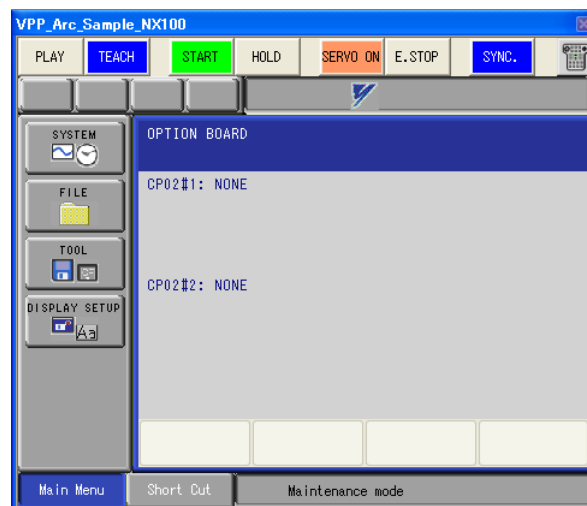 VPP_Arc_Sample_NX100
PLAY TEACH START HOLD SERVO ON E.STOP SYNC.
SYSTEM
OPTION BOARD
FILE
CP02#1: NONE
TOOL
CP02#2: NONE
DISPLAY SETUP
Aa
Main Menu Short Cut Maintenance mode